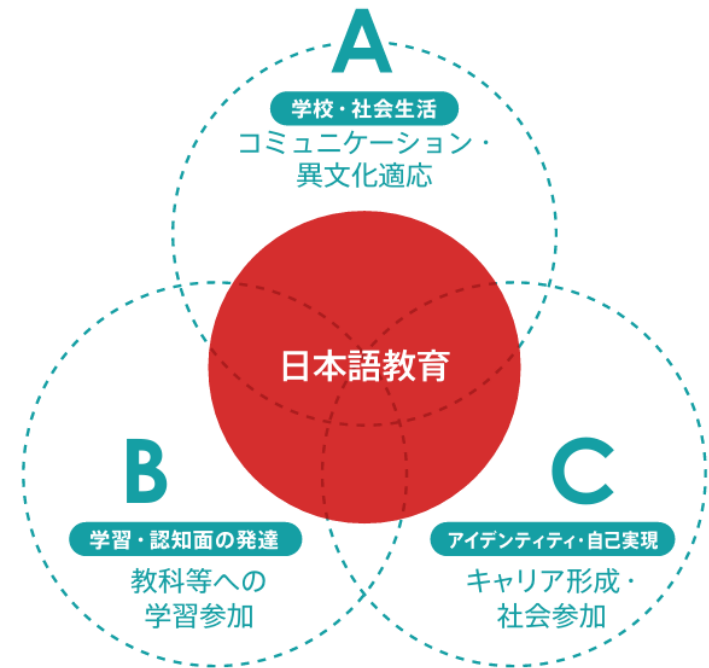 A
学校・社会生活
コミュニケーション・
異文化適応
日本語教育
B
学習・認知面の発達
教科等への
学習参加
C
アイデンティティ・自己実現
キャリア形成・
社会参加